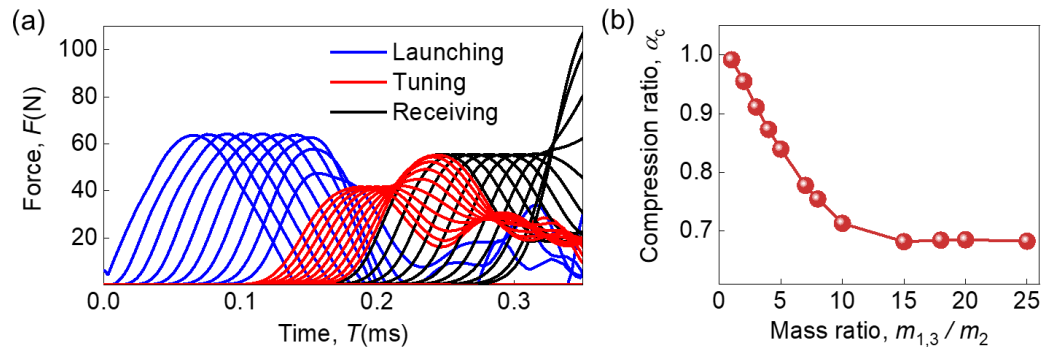 (a)
Force, F(N)
100
80
60
40
20
Launching
Tuning
Receiving
0.0 0.1 0.2 0.3
Time, T(ms)
(b)
Compression ratio, αc
1.0
0.9
0.8
0.7
0 5 10 15 20 25
Mass ratio, m1,3 / m2